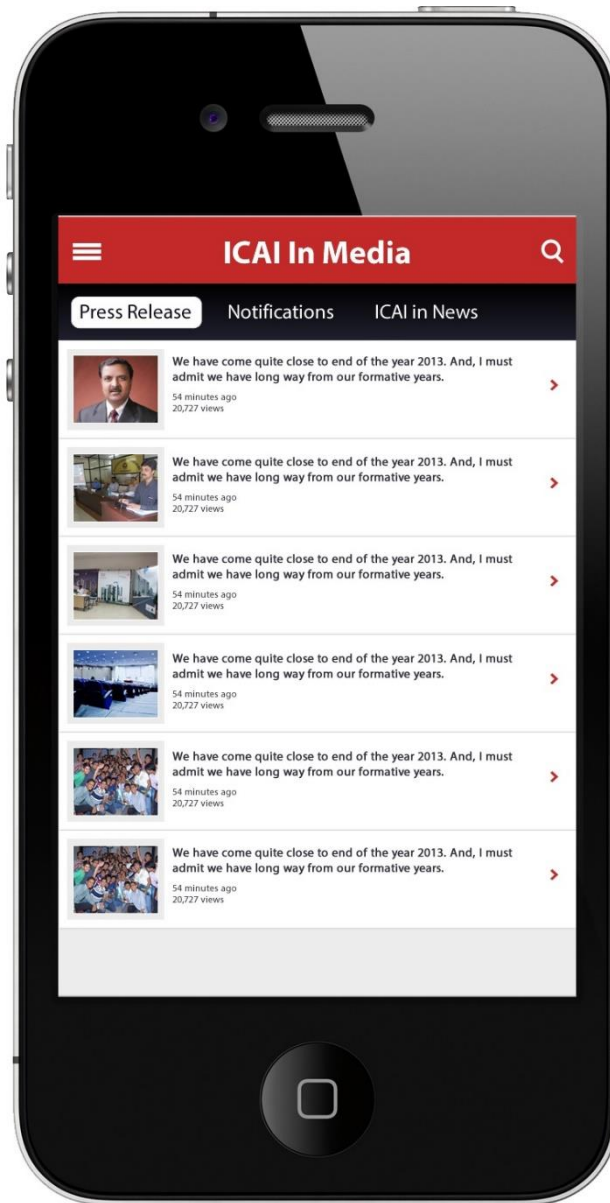 ICAI In Media
Press Release
Notifications
ICAI in News
We have come quite close to end of the year 2013. And, I must
admit we have long way from our formative years.
54 minutes ago
20,727 views
We have come quite close to end of the year 2013. And, I must
admit we have long way from our formative years.
54 minutes ago
20,727 views
We have come quite close to end of the year 2013. And, I must
admit we have long way from our formative years.
54 minutes ago
20,727 views
We have come quite close to end of the year 2013. And, I must
admit we have long way from our formative years.
54 minutes ago
20,727 views
We have come quite close to end of the year 2013. And, I must
admit we have long way from our formative years.
54 minutes ago
20,727 views
We have come quite close to end of the year 2013. And, I must
admit we have long way from our formative years.
54 minutes ago
20,727 views